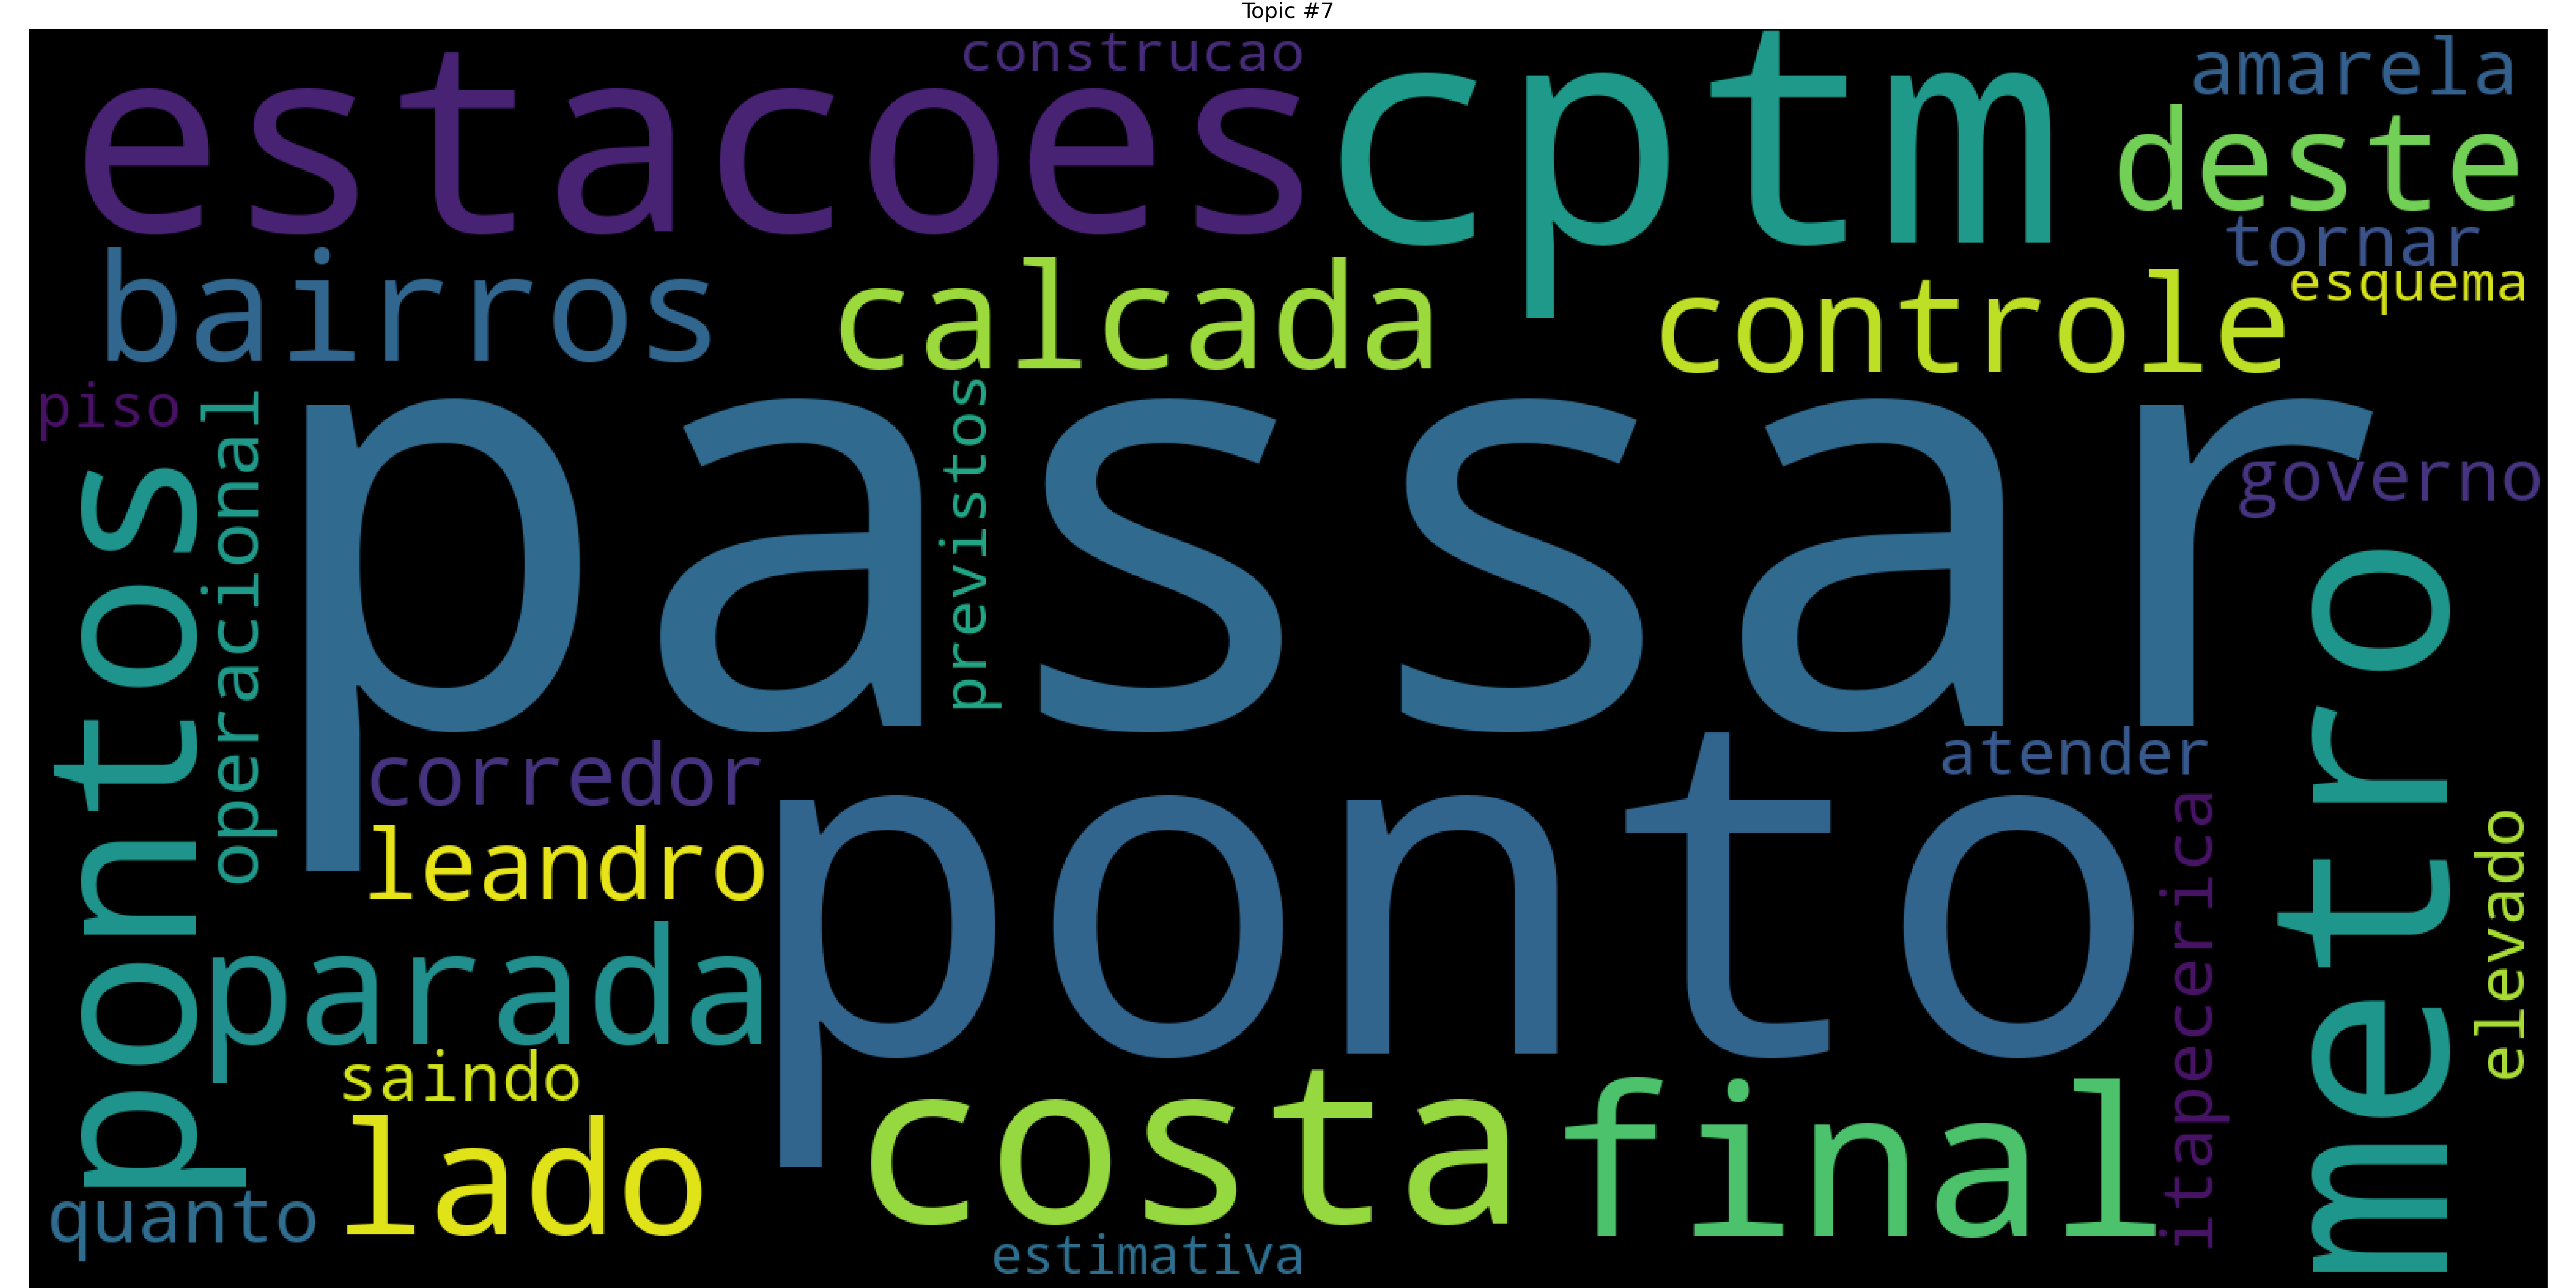 Topic #7
construcao
estacoes
cptm
amarela
deste
tornar
esquema
bairros
calcada
controle
piso
operacional
previstos
passar
governo
pontos
corredor
atender
leandro
ponto
metro
itapecerica
elevado
parada
saindo
lado
costa
final
quanto
estimativa